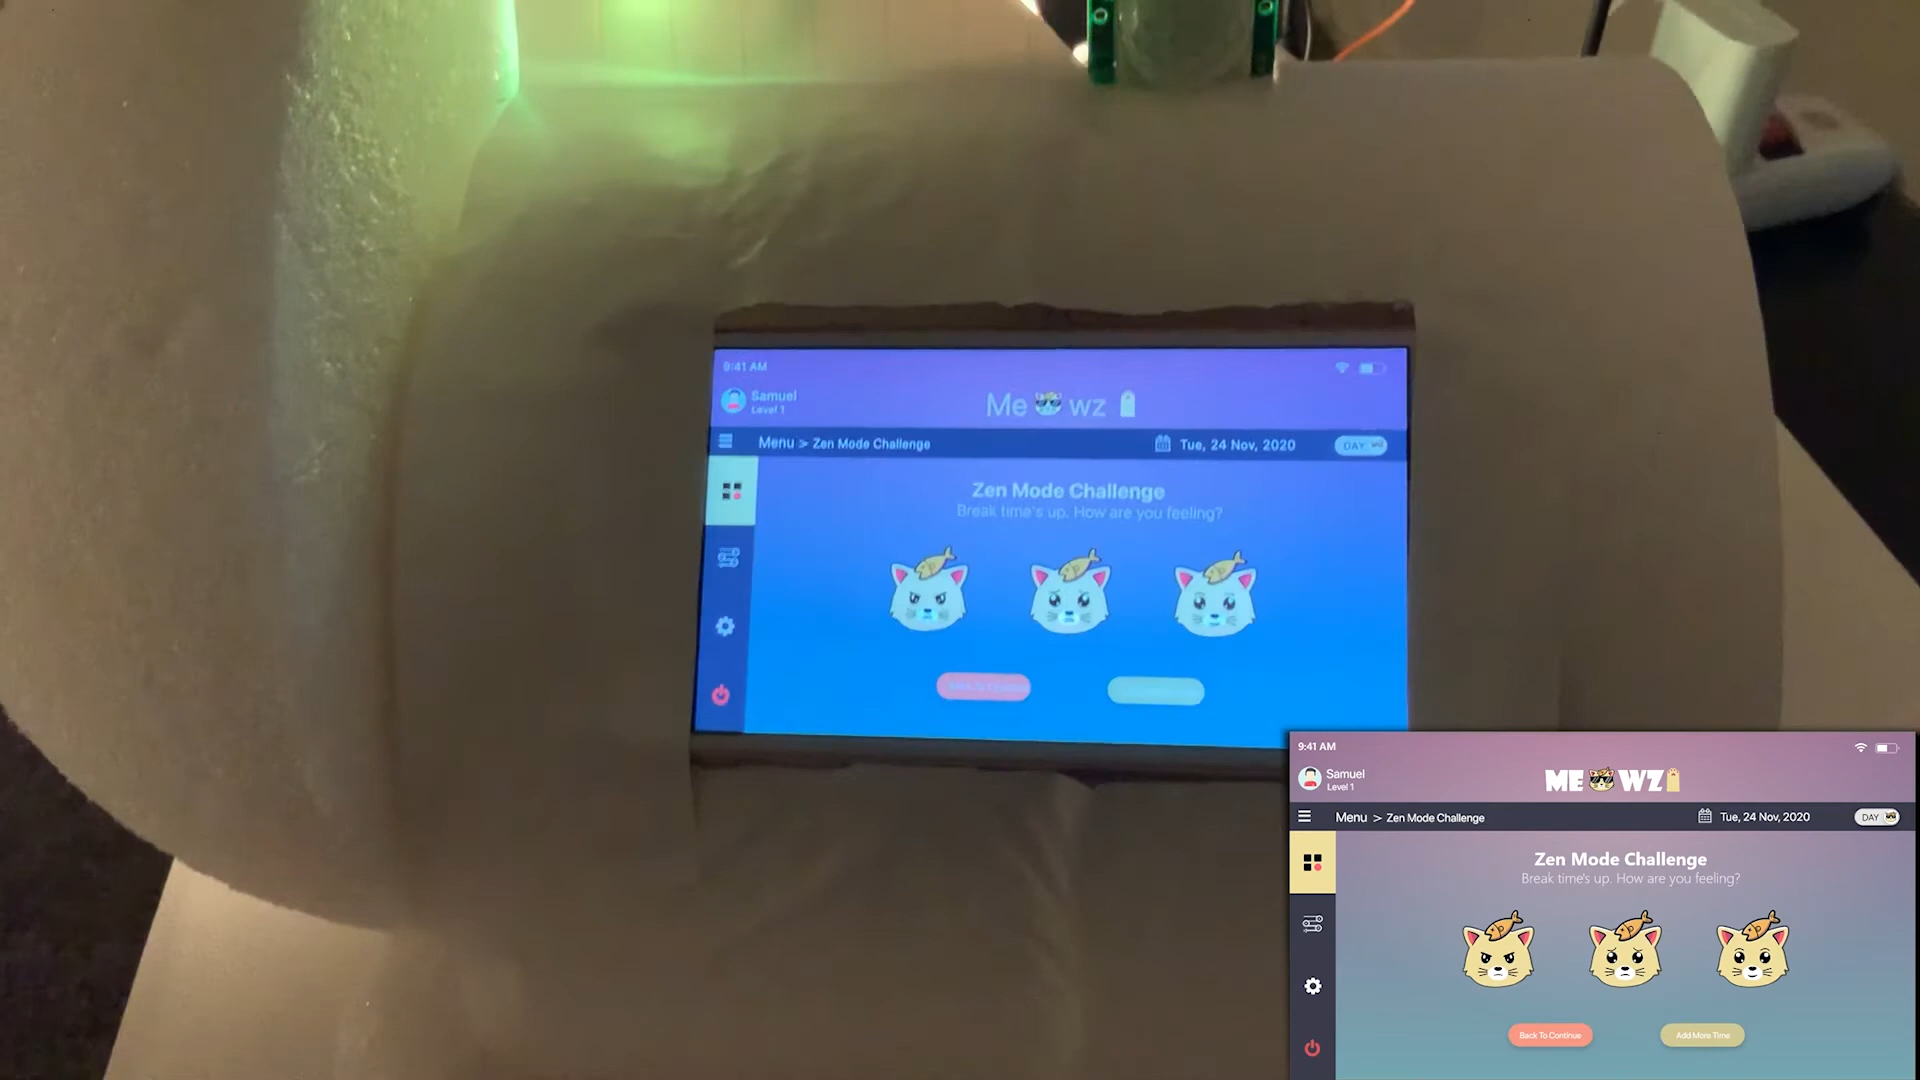 9:41 AM
Samuel
Level 1
Me wz
Menu > Zen Mode Challenge
Tue, 24 Nov, 2020
DAY
Zen Mode Challenge
Break time's up. How are you feeling?
9:41 AM
Samuel
Level 1
ME WZ
Menu > Zen Mode Challenge
Tue, 24 Nov, 2020
DAY
Zen Mode Challenge
Break time's up. How are you feeling?
Back To Continue
Add More Time